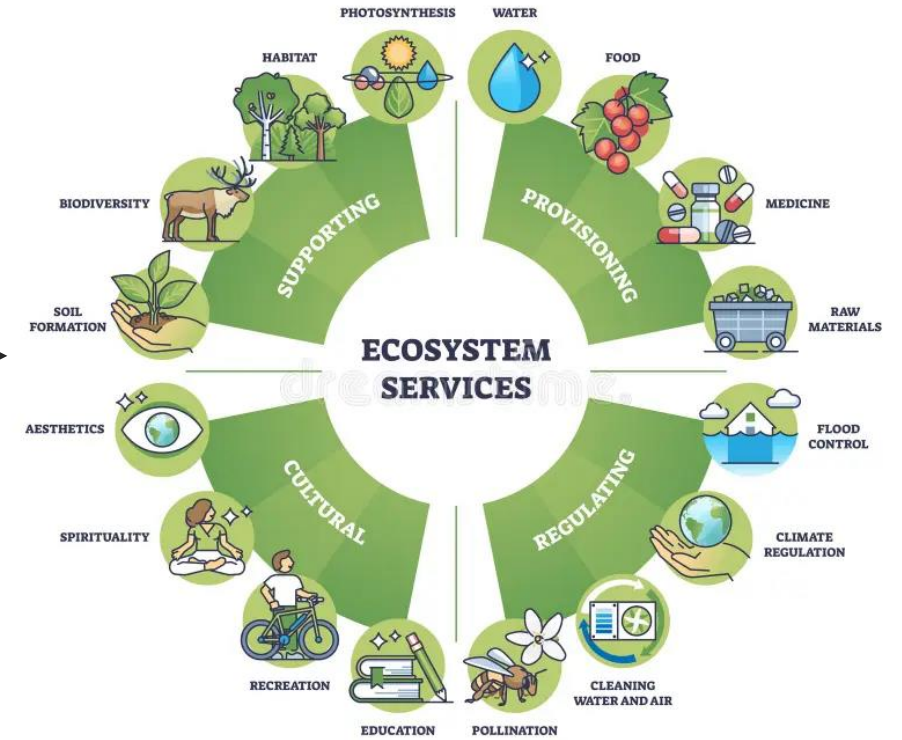 PHOTOSYNTHESIS
WATER
HABITAT
FOOD
BIODIVERSITY
MEDICINE
SUPPORTING
PROVISIONING
SOIL
FORMATION
RAW
MATERIALS
ECOSYSTEM
SERVICES
AESTHETICS
FLOOD
CONTROL
CULTURAL
REGULATING
SPIRITUALITY
CLIMATE
REGULATION
RECREATION
CLEANING
WATER AND AIR
EDUCATION
POLLINATION